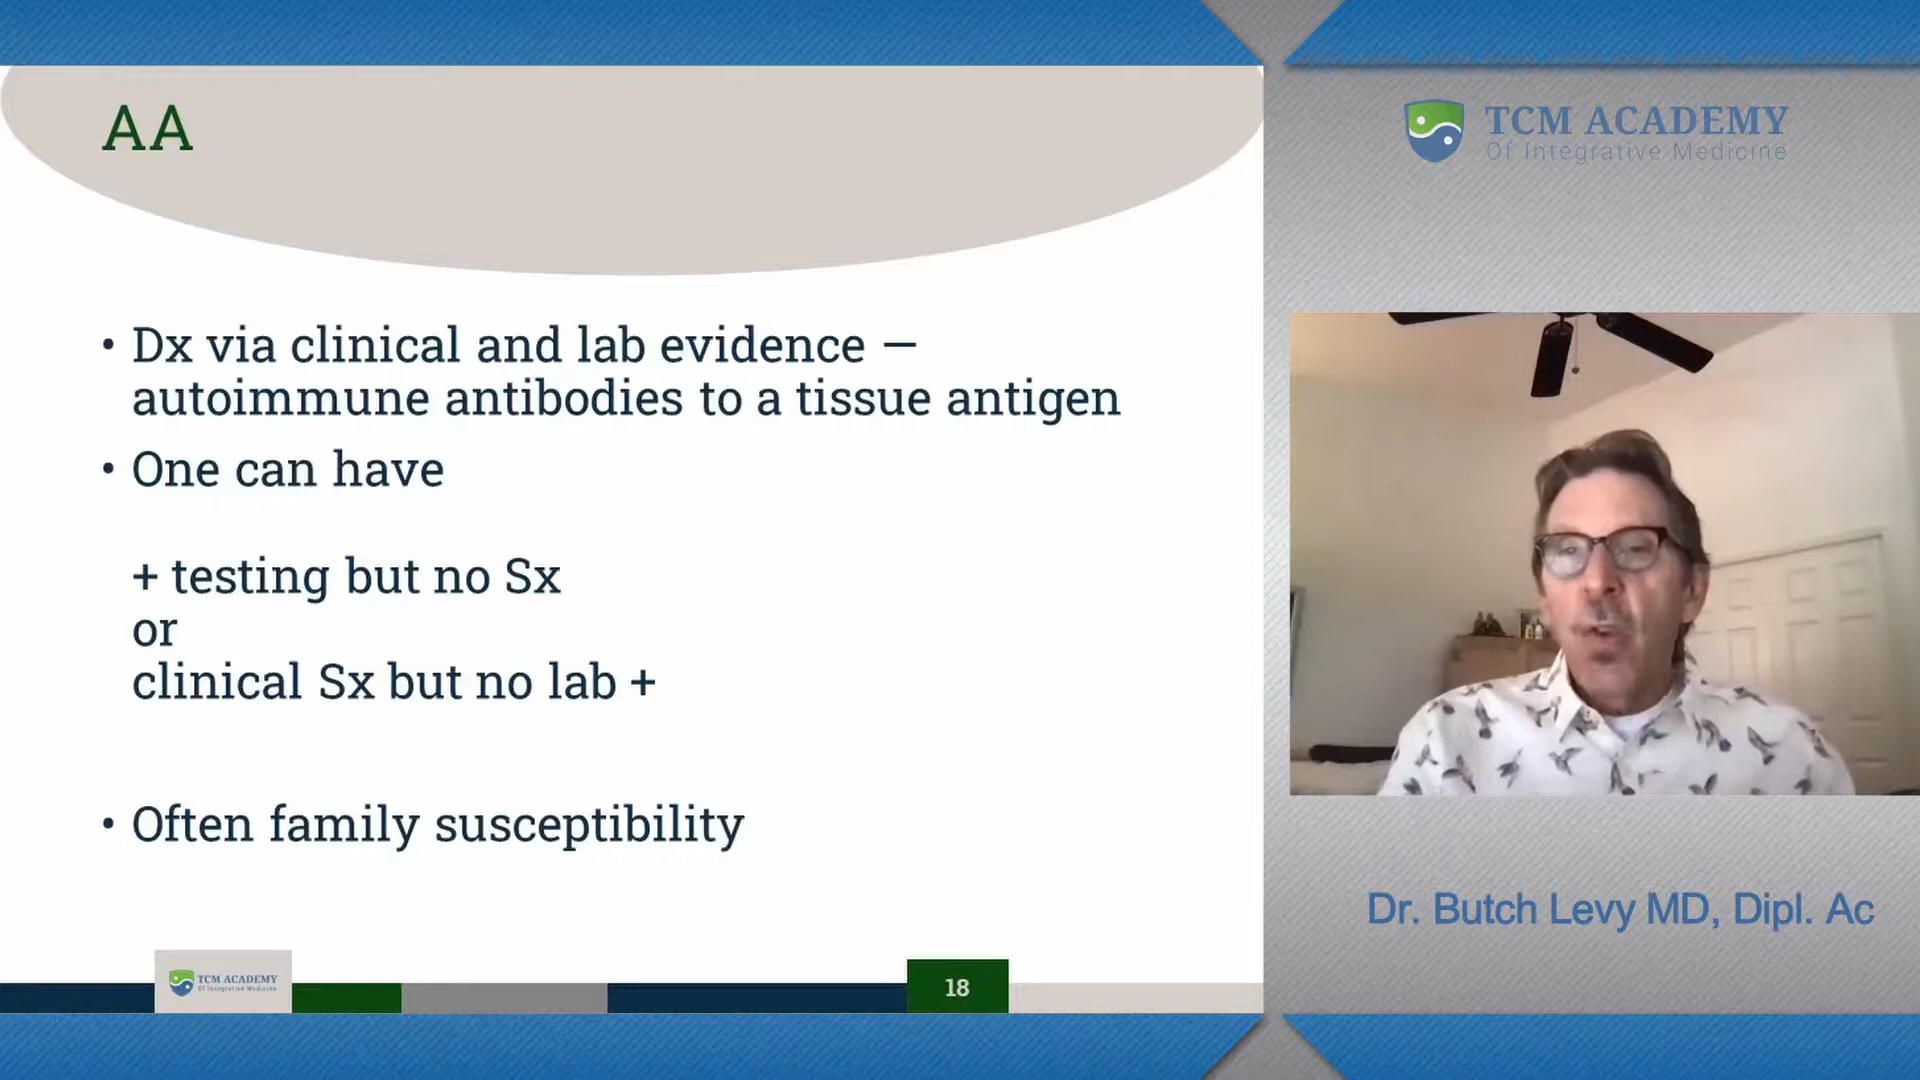 AA
• Dx via clinical and lab evidence —
autoimmune antibodies to a tissue antigen
• One can have
+ testing but no Sx
or
clinical Sx but no lab +
• Often family susceptibility
TCM ACADEMY
Of Integrative Medicine
18
TCM ACADEMY
Of Integrative Medicine
Dr. Butch Levy MD, Dipl. Ac